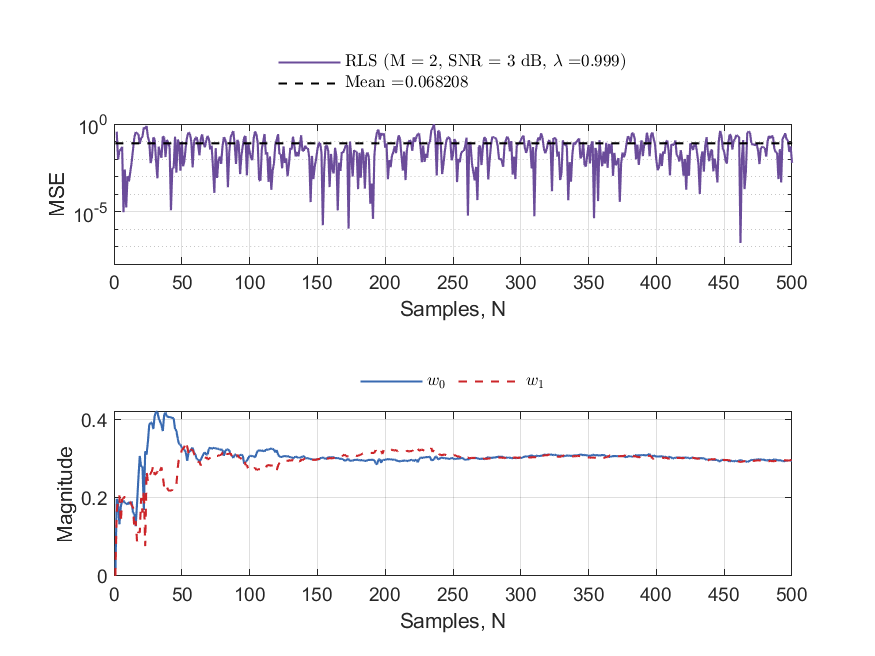 RLS (M = 2, SNR = 3 dB, λ =0.999)
Mean =0.068208
10^0
10^-5
MSE
0 50 100 150 200 250 300 350 400 450 500
Samples, N
w_0 w_1
0.4
0.2
0
Magnitude
0 50 100 150 200 250 300 350 400 450 500
Samples, N